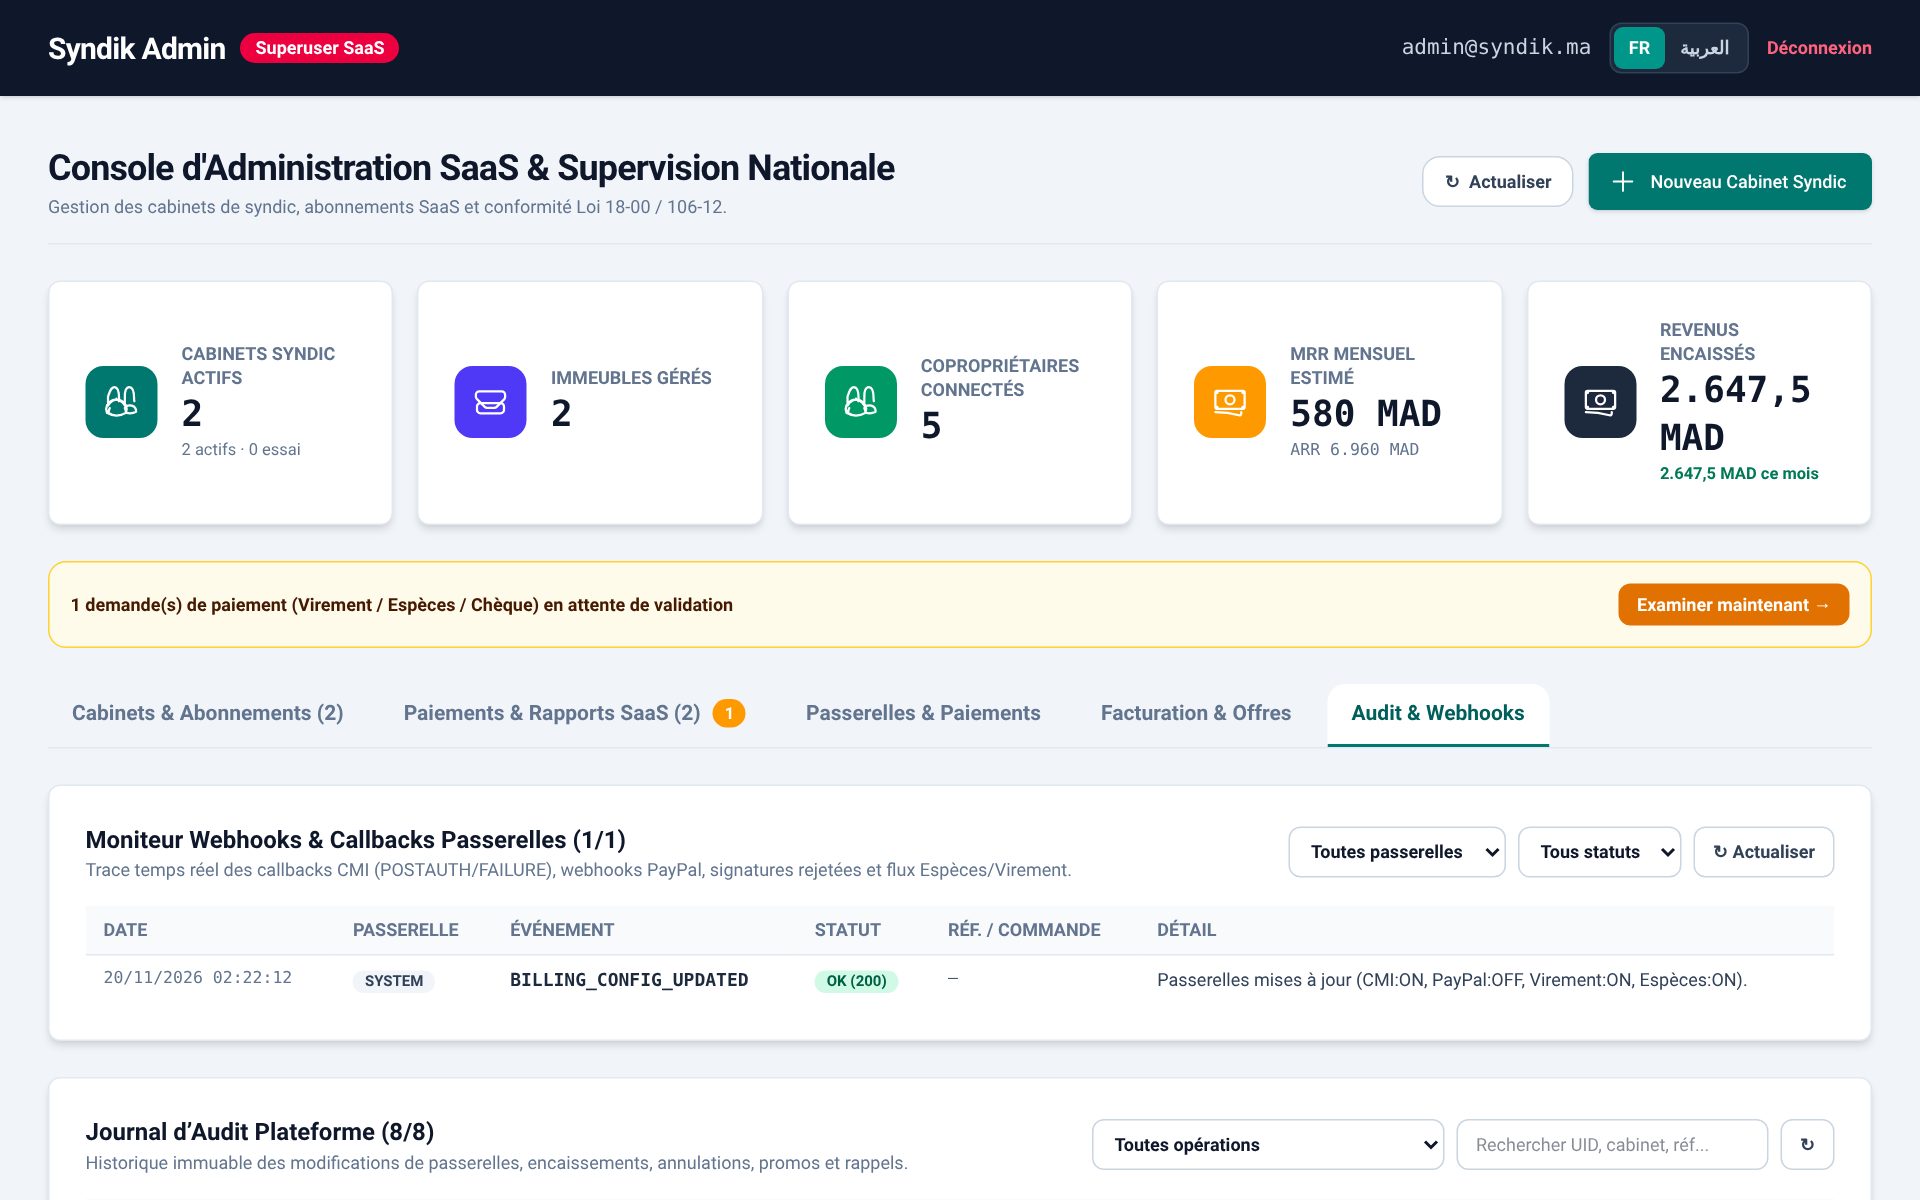 Syndik Admin
Superuser SaaS
admin@syndik.ma
FR
العربية
Déconnexion
Console d'Administration SaaS & Supervision Nationale
Gestion des cabinets de syndic, abonnements SaaS et conformité Loi 18-00 / 106-12.
↻ Actualiser
+ Nouveau Cabinet Syndic
CABINETS SYNDIC
ACTIFS
2
2 actifs · 0 essai
IMMEUBLES GÉRÉS
2
COPROPRIÉTAIRES
CONNECTÉS
5
MRR MENSUEL
ESTIMÉ
580 MAD
ARR 6.960 MAD
REVENUS
ENCAISSÉS
2.647,5
MAD
2.647,5 MAD ce mois
1 demande(s) de paiement (Virement / Espèces / Chèque) en attente de validation
Examiner maintenant →
Cabinets & Abonnements (2)
Paiements & Rapports SaaS (2) 1
Passerelles & Paiements
Facturation & Offres
Audit & Webhooks
Moniteur Webhooks & Callbacks Passerelles (1/1)
Trace temps réel des callbacks CMI (POSTAUTH/FAILURE), webhooks PayPal, signatures rejetées et flux Espèces/Virement.
Toutes passerelles
Tous statuts
↻ Actualiser
DATE PASSERELLE ÉVÉNEMENT STATUT RÉF. / COMMANDE DÉTAIL
20/11/2026 02:22:12 SYSTEM BILLING_CONFIG_UPDATED OK (200) — Passerelles mises à jour (CMI:ON, PayPal:OFF, Virement:ON, Espèces:ON).
Journal d’Audit Plateforme (8/8)
Historique immuable des modifications de passerelles, encaissements, annulations, promos et rappels.
Toutes opérations
Rechercher UID, cabinet, réf...
↻